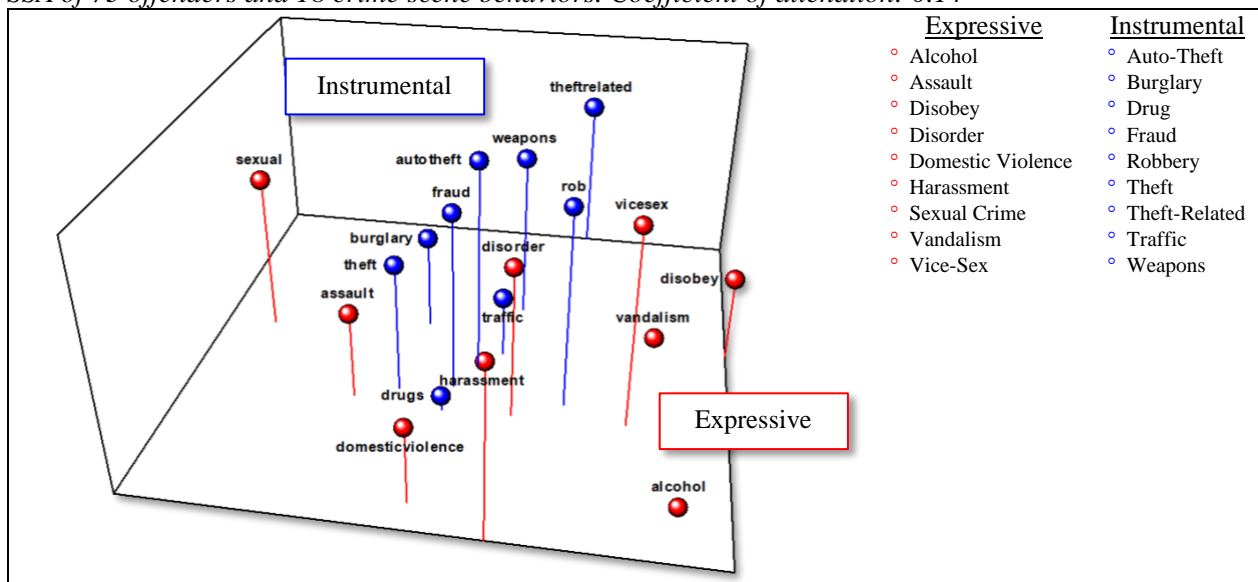 SSA of 75 offenders and 18 crime scene behaviors. Coefficient of alienation: 0.14
Expressive Instrumental
° Alcohol ° Auto-Theft
° Assault ° Burglary
° Disobey ° Drug
° Disorder ° Fraud
° Domestic Violence ° Robbery
° Harassment ° Theft
° Sexual Crime ° Theft-Related
° Vandalism ° Traffic
° Vice-Sex ° Weapons
Instrumental
theftrelated
weapons
sexual
autotheft
fraud
rob
vicesex
burglary
disorder
theft
disobey
assault
traffic
vandalism
harassment
drugs
Expressive
domesticviolence
alcohol